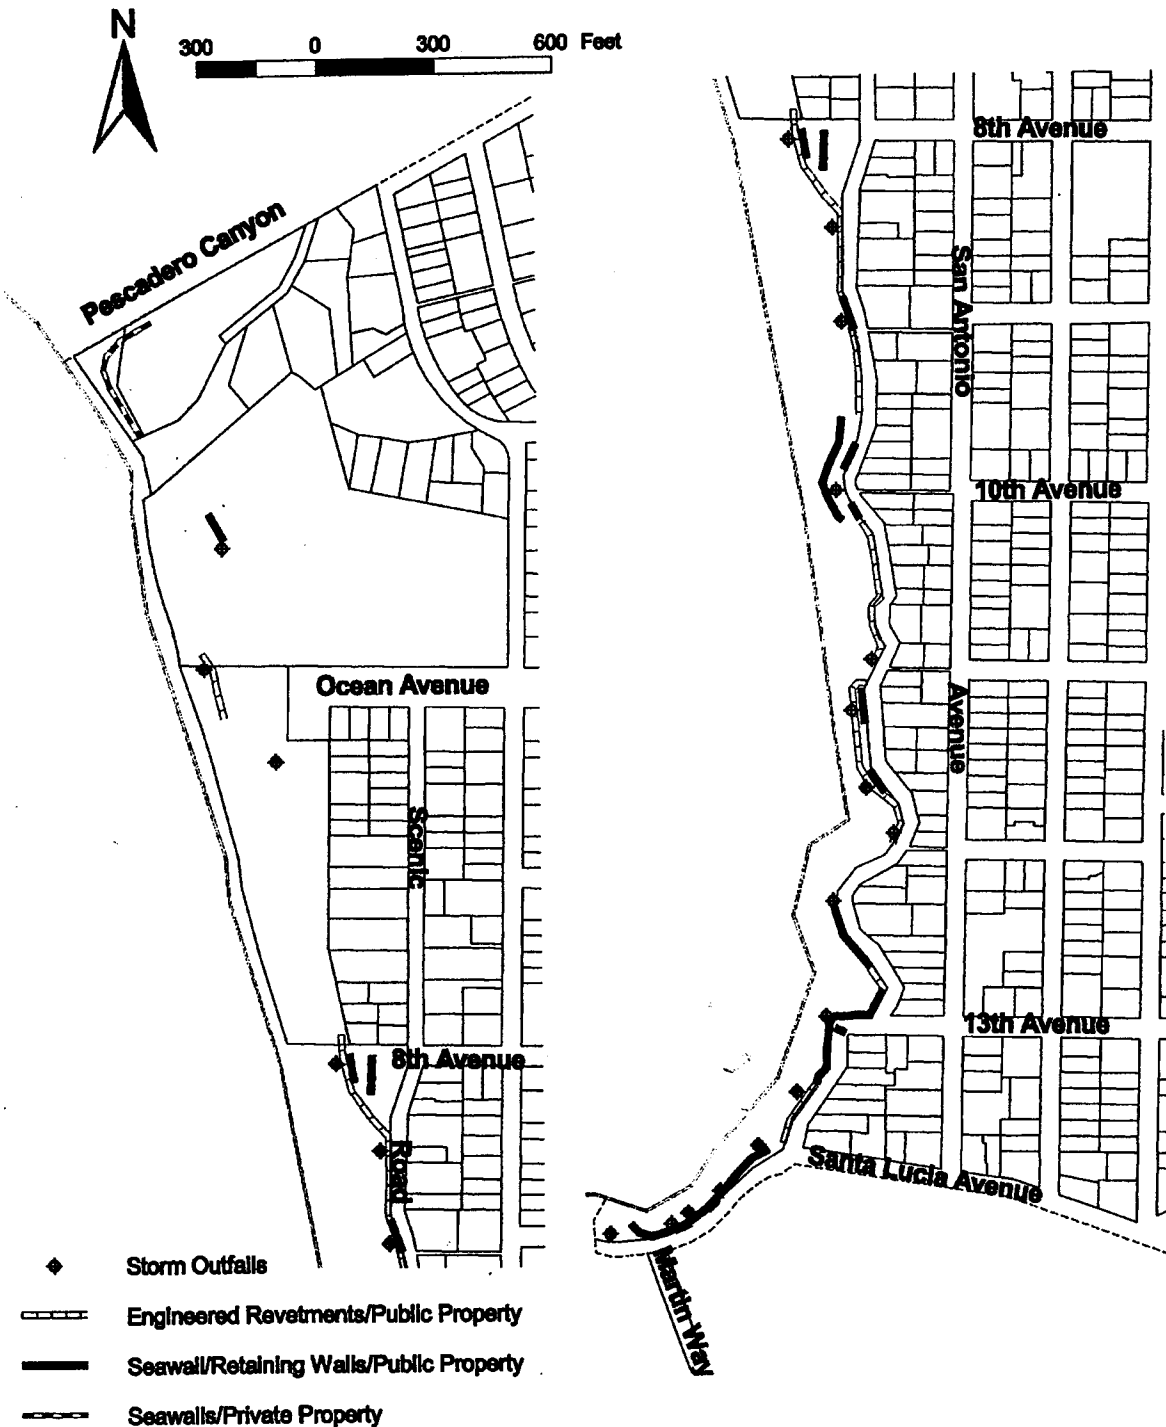 N
300 0 300 600 Feet
Pescadero Canyon
Ocean Avenue
Scenic
8th Avenue
Road
8th Avenue
San Antonio
10th Avenue
Avenue
13th Avenue
Santa Lucia Avenue
Martin Way
Storm Outfalls
Engineered Revetments/Public Property
Seawall/Retaining Walls/Public Property
Seawalls/Private Property